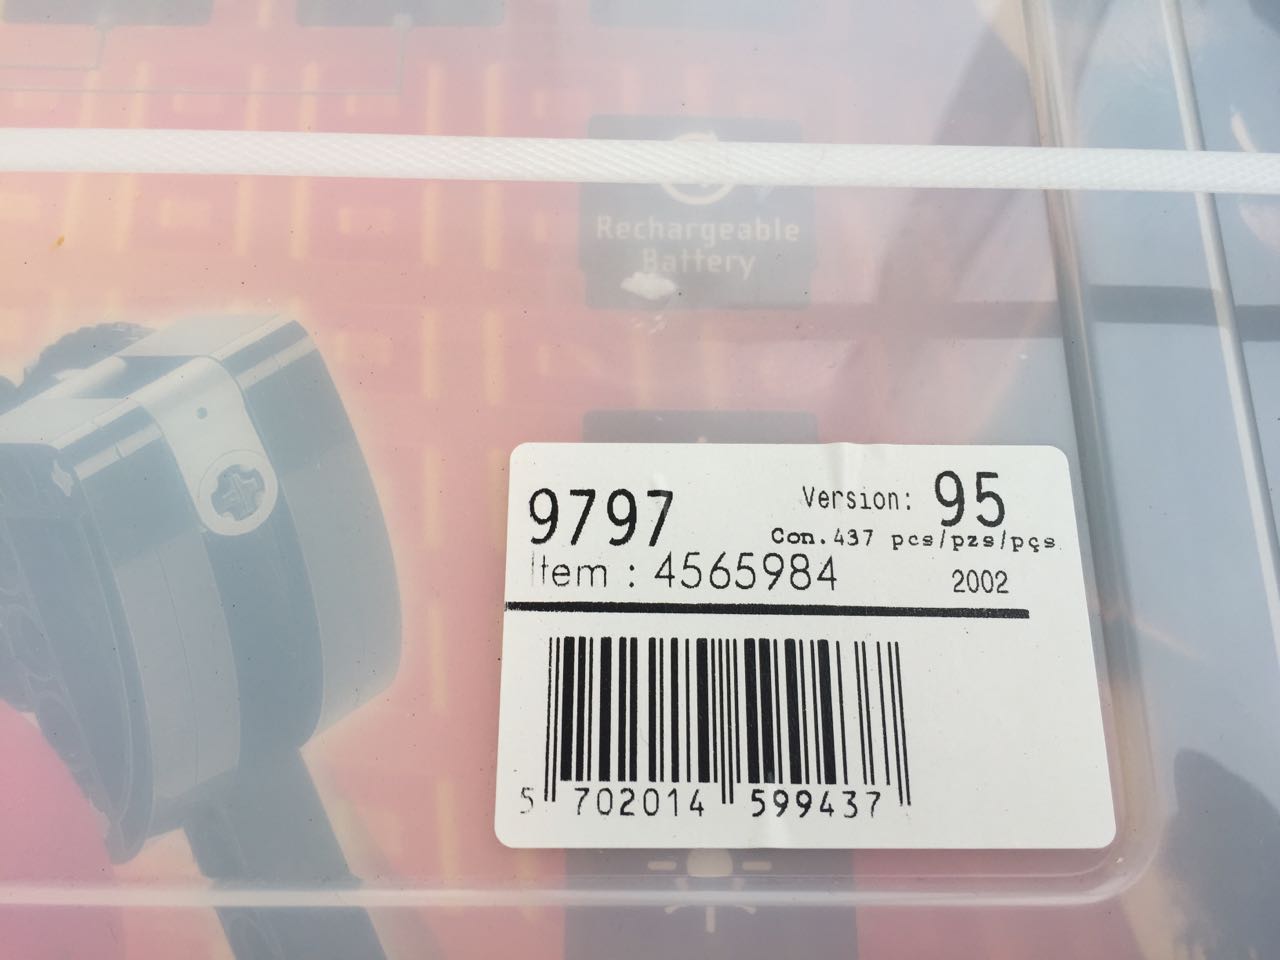 Rechargeable
Battery
9797
Version: 95
Con.437 pcs/pzs/pçs
Item : 4565984
2002
5 702014 599437